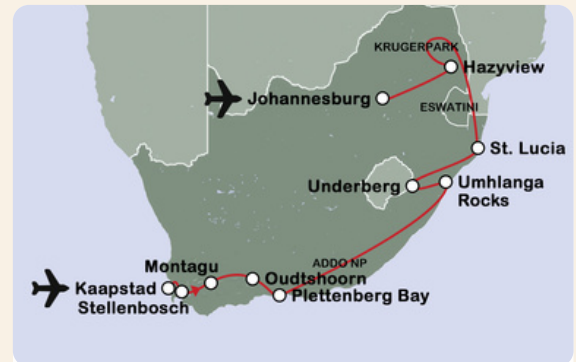 KRUGERPARK
Hazyview
Johannesburg
ESWATINI
St. Lucia
Underberg
Umhlanga
Rocks
ADDO NP
Montagu
Oudtshoorn
Kaapstad
Plettenberg Bay
Stellenbosch